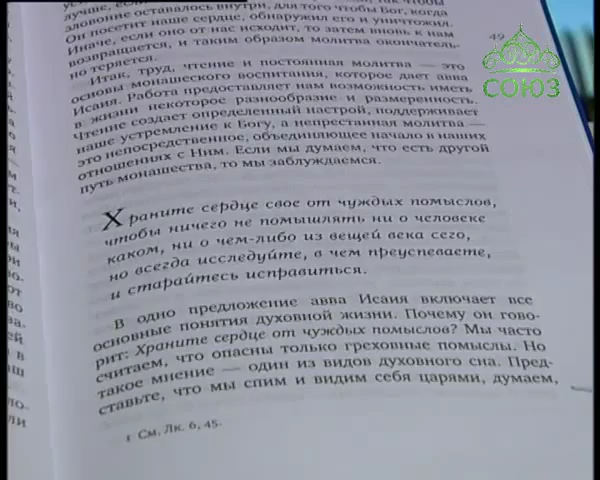 лучше, если
зловоние оставалось внутри, для того чтобы Бог, когда
Он посетит наше сердце, обнаружил его и уничтожил.
Иначе, если оно от нас исходит, то затем вновь к нам
возвращается, и таким образом молитва окончатель-
но теряется.
49
СОЮЗ
Итак, труд, чтение и постоянная молитва — это
основы монашеского воспитания, которое дает авва
Исаия. Работа предоставляет нам возможность иметь
в жизни некоторое разнообразие и размеренность.
Чтение создает определенный настрой, поддерживает
наше устремление к Богу, а непрестанная молитва —
это непосредственное, объединяющее начало в наших
отношениях с Ним. Если мы думаем, что есть другой
путь монашества, то мы заблуждаемся.
Храните сердце свое от чуждых помыслов,
чтобы ничего не помышлять ни о человеке
каком, ни о чем-либо из вещей века сего,
но всегда исследуйте, в чем преуспеваете,
и старайтесь исправиться.
В одно предложение авва Исаия включает все
основные понятия духовной жизни. Почему он гово-
рит: Храните сердце от чуждых помыслов? Мы часто
считаем, что опасны только греховные помыслы. Но
такое мнение — один из видов духовного сна. Пред-
ставьте, что мы спим и видим себя царями, думаем,
1 См. Лк. 6, 45.